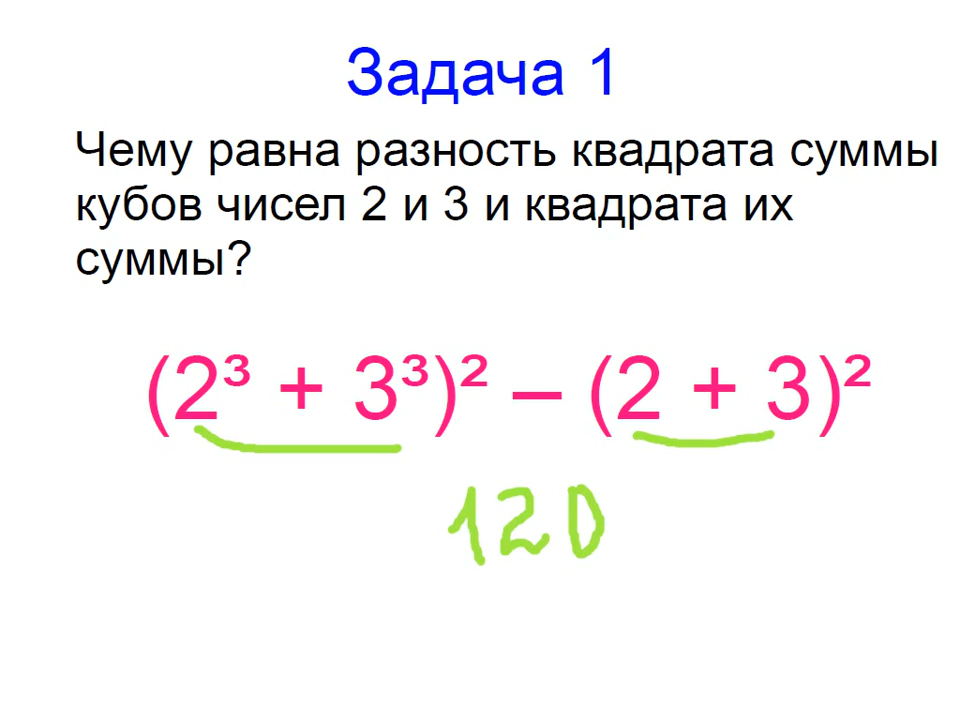 Задача 1
Чему равна разность квадрата суммы
кубов чисел 2 и 3 и квадрата их
суммы?
(2³ + 3³)² – (2 + 3)²
120